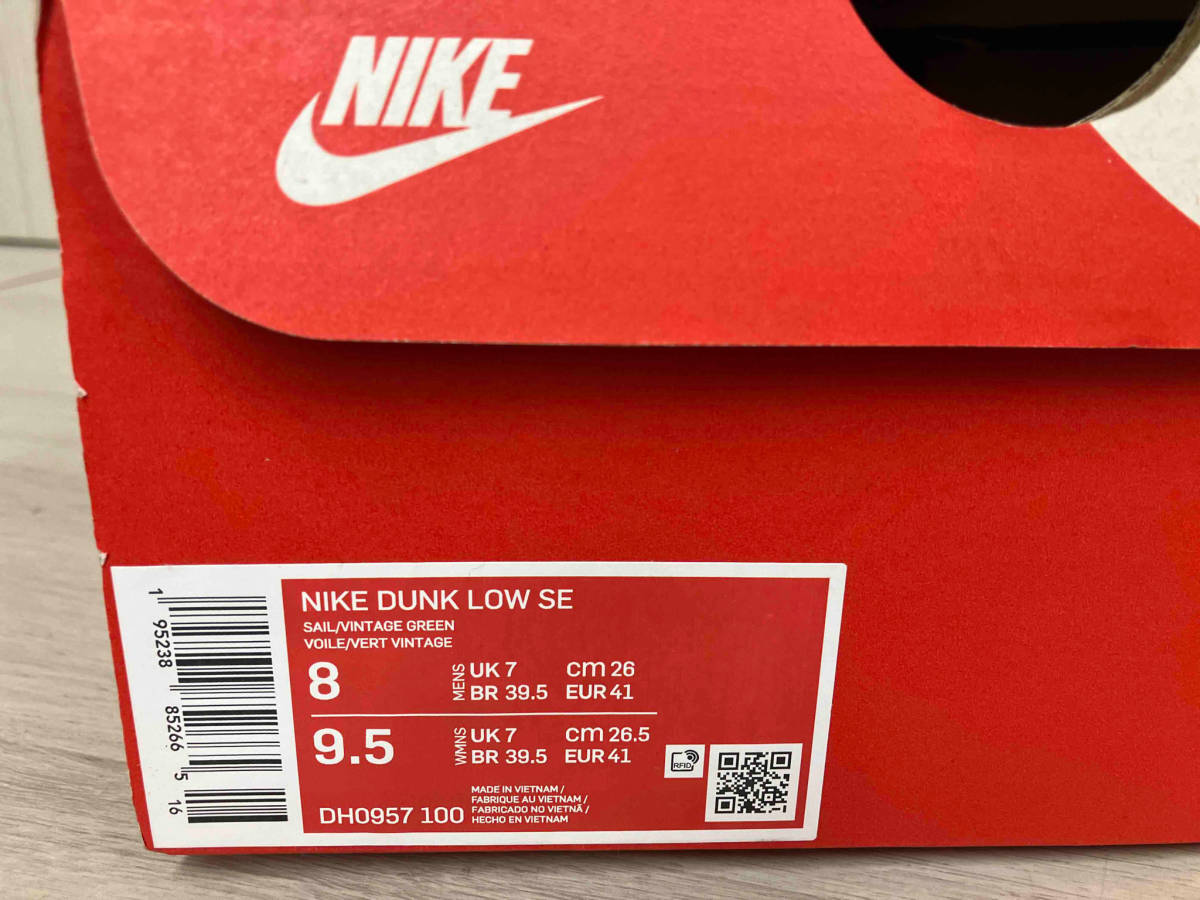 NIKE
NIKE DUNK LOW SE
SAIL/VINTAGE GREEN
VOILE/VERT VINTAGE
8
MENS
UK 7 cm 26
BR 39.5 EUR 41
9.5
WMNS
UK 7 cm 26.5
BR 39.5 EUR 41
RFID
DH0957 100
MADE IN VIETNAM /
FABRIQUE AU VIETNAM /
FABRICADO NO VIETNÃ /
HECHO EN VIETNAM
1 95238 85266 5 16